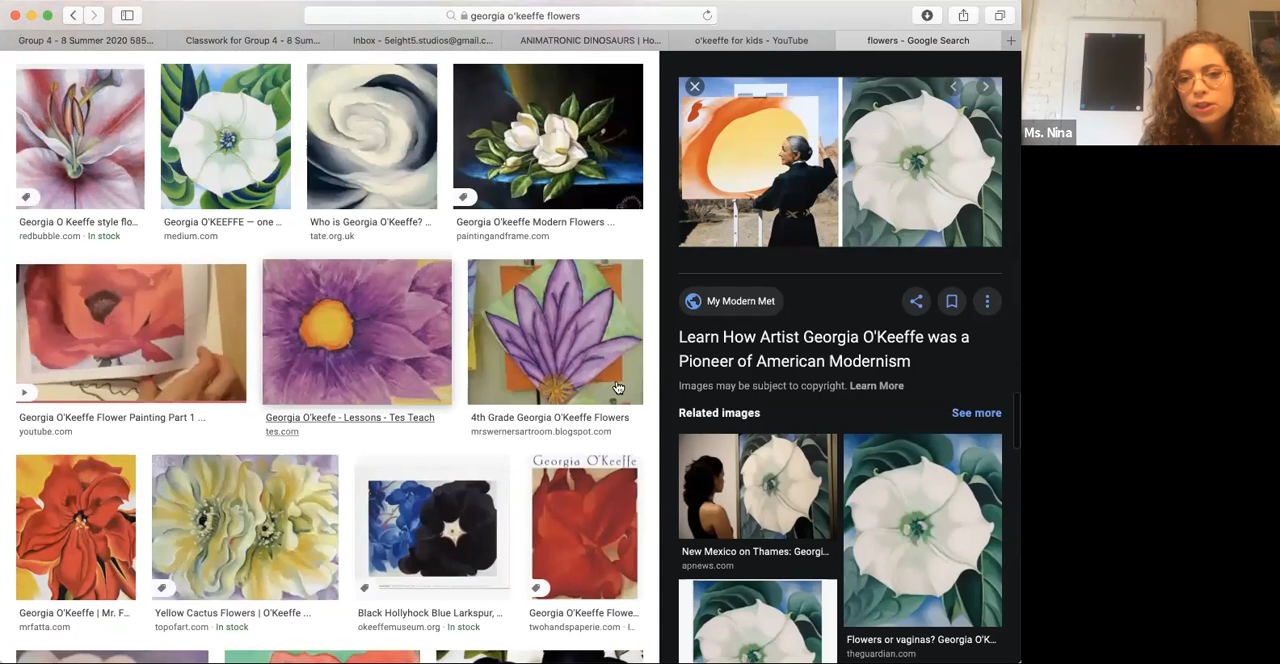 georgia o'keeffe flowers
Group 4 - 8 Summer 2020 585...
Classwork for Group 4 - 8 Sum...
Inbox - 5eight5.studios@gmail.c...
ANIMATRONIC DINOSAURS | Ho...
o'keeffe for kids - YouTube
flowers - Google Search
Ms. Nina
Georgia O Keeffe style flo...
redbubble.com · In stock
Georgia O'KEEFFE — one ...
medium.com
Who is Georgia O'Keeffe? ...
tate.org.uk
Georgia O'keeffe Modern Flowers ...
paintingandframe.com
Georgia O'Keeffe Flower Painting Part 1 ...
youtube.com
Georgia O'keefe - Lessons - Tes Teach
tes.com
4th Grade Georgia O'Keeffe Flowers
mrswernersartroom.blogspot.com
Georgia O'Keeffe
Georgia O'Keeffe | Mr. F...
mrfatta.com
Yellow Cactus Flowers | O'Keeffe ...
topofart.com · In stock
Black Hollyhock Blue Larkspur, ...
okeeffemuseum.org · In stock
Georgia O'Keeffe Flowe...
twohandspaperie.com · I...
My Modern Met
Learn How Artist Georgia O'Keeffe was a
Pioneer of American Modernism
Images may be subject to copyright. Learn More
Related images
See more
New Mexico on Thames: Georgi...
apnews.com
Flowers or vaginas? Georgia O'K...
theguardian.com